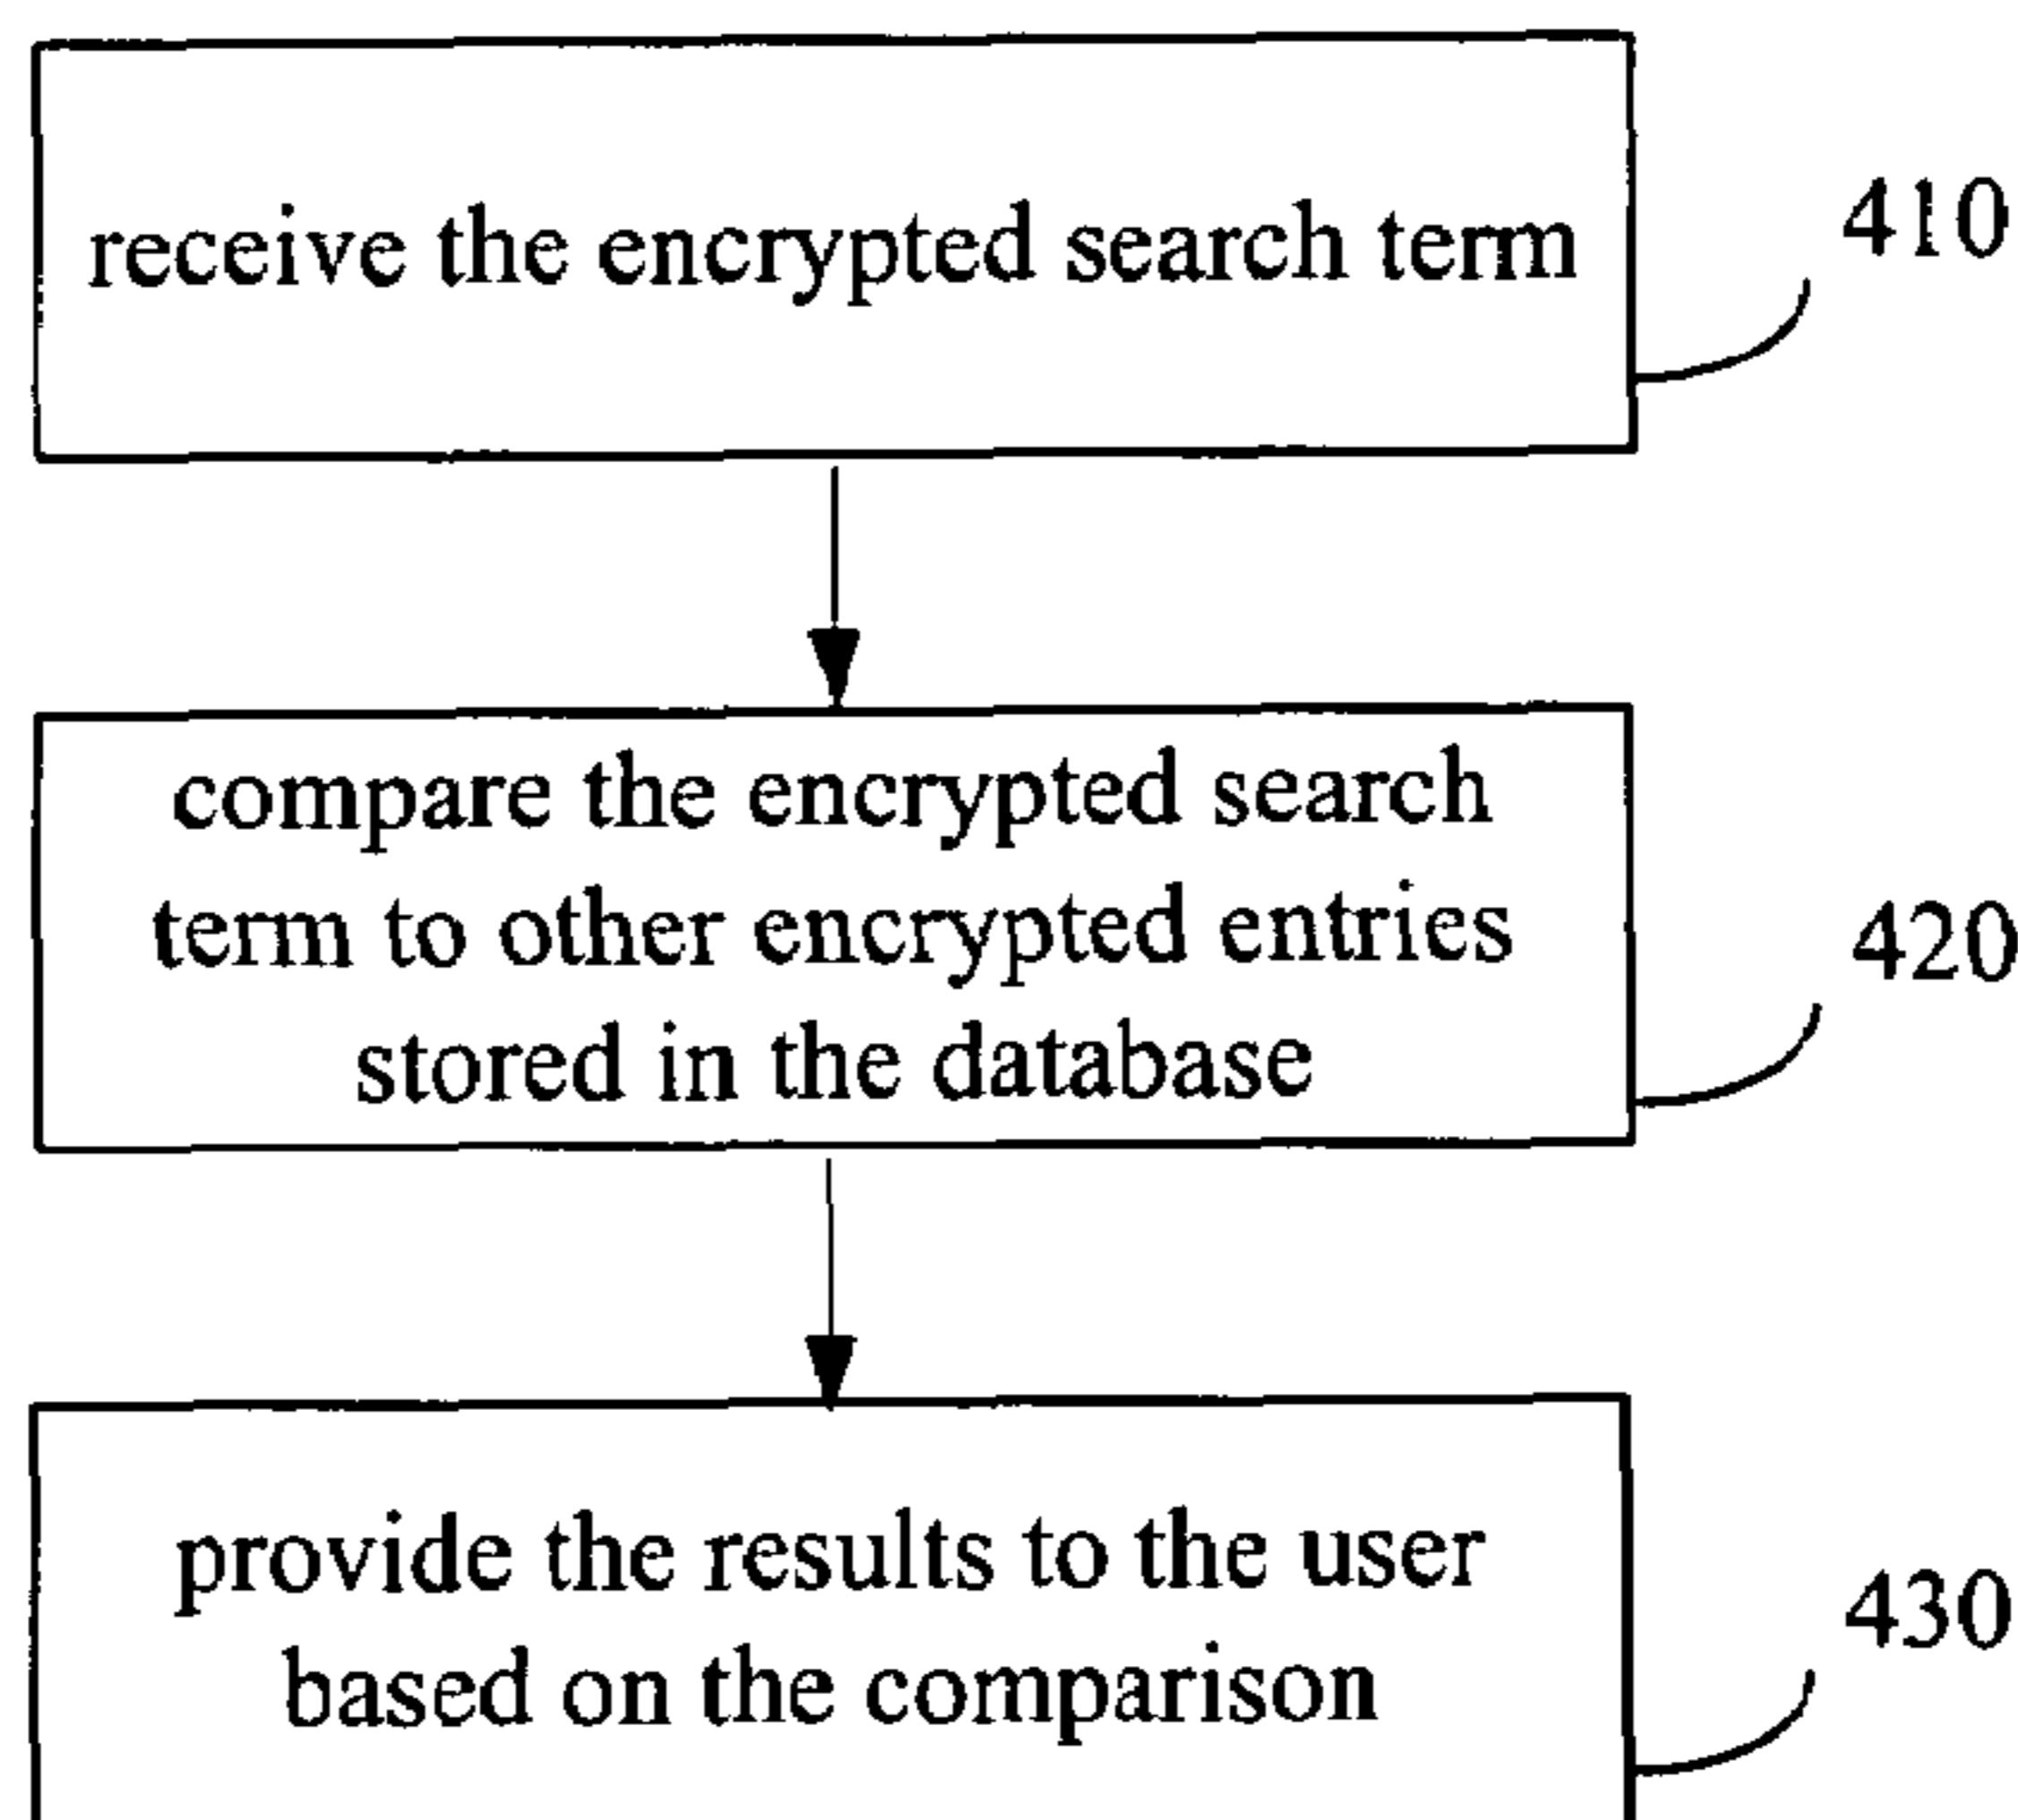 receive the encrypted search term
410
compare the encrypted search
term to other encrypted entries
stored in the database
420
provide the results to the user
based on the comparison
430